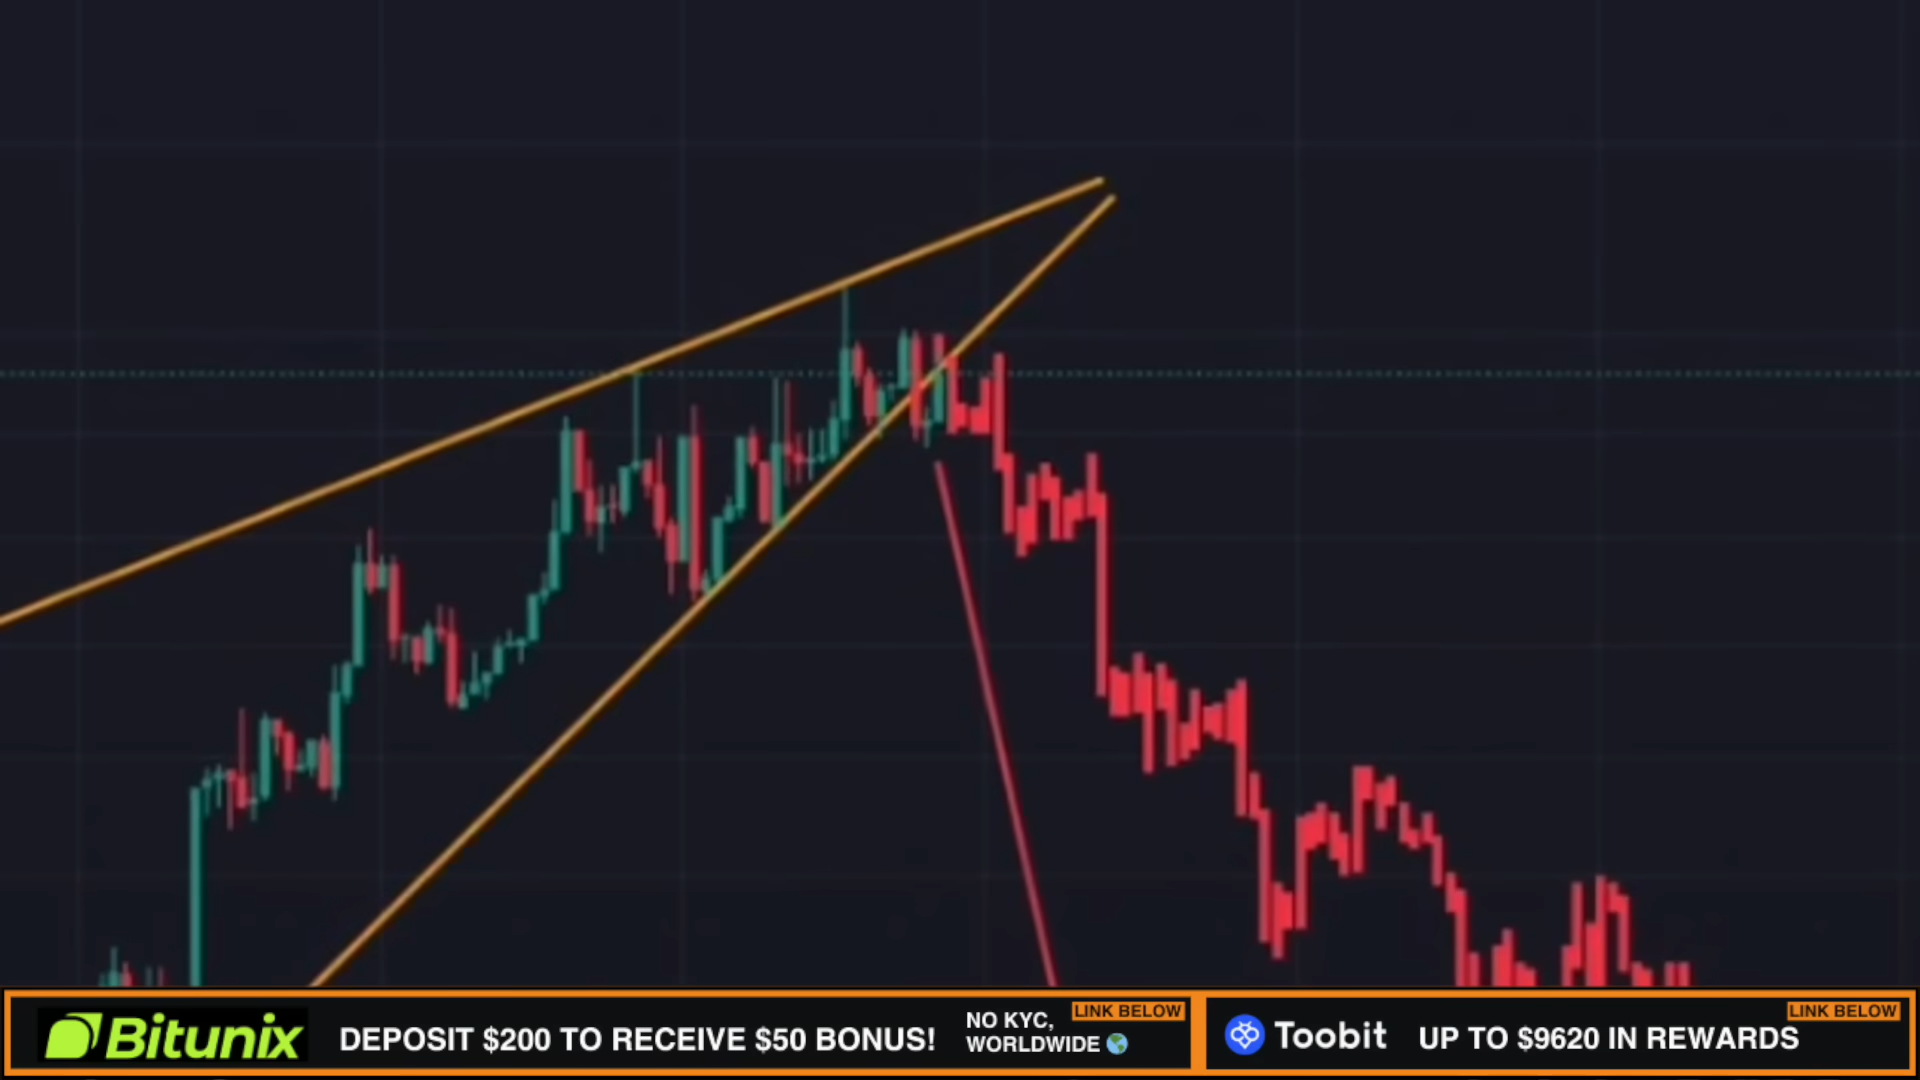 Bitunix
DEPOSIT $200 TO RECEIVE $50 BONUS!
NO KYC,
WORLDWIDE
LINK BELOW
Toobit
UP TO $9620 IN REWARDS
LINK BELOW